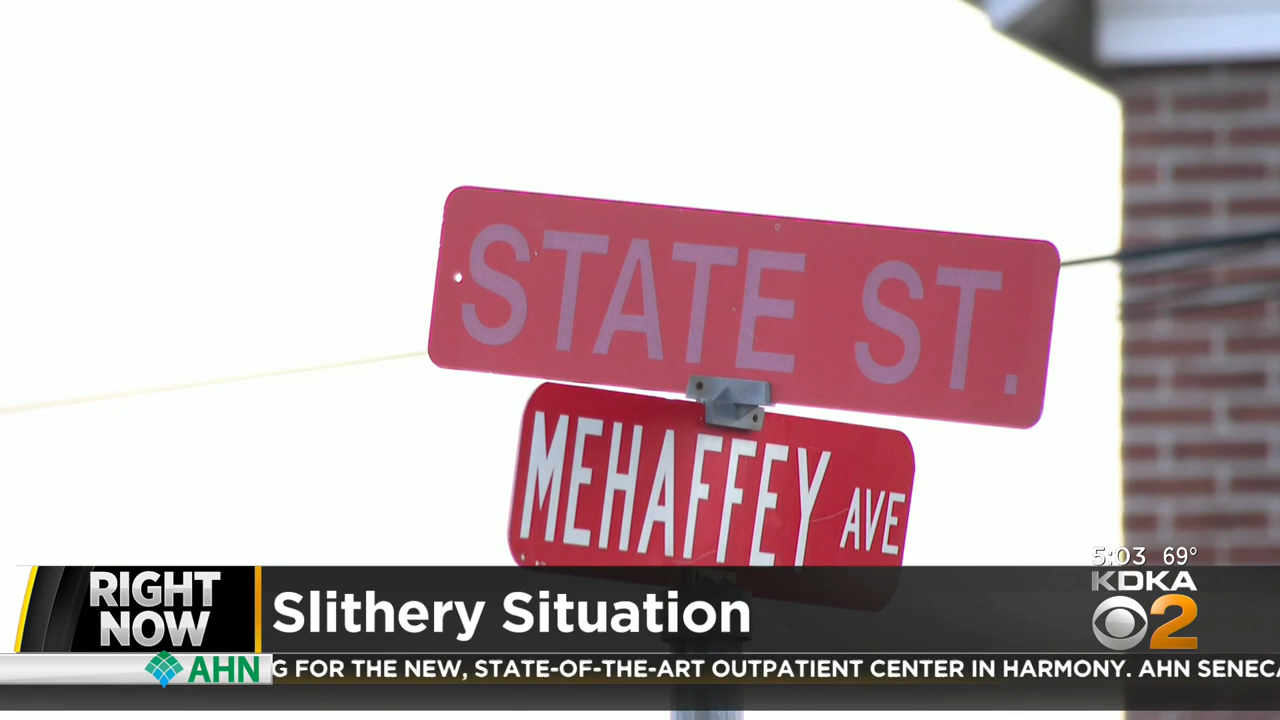 STATE ST.
MEHAFFEY AVE
5:03 69°
KDKA
2
RIGHT NOW
Slithery Situation
AHN
G FOR THE NEW, STATE-OF-THE-ART OUTPATIENT CENTER IN HARMONY. AHN SENECA